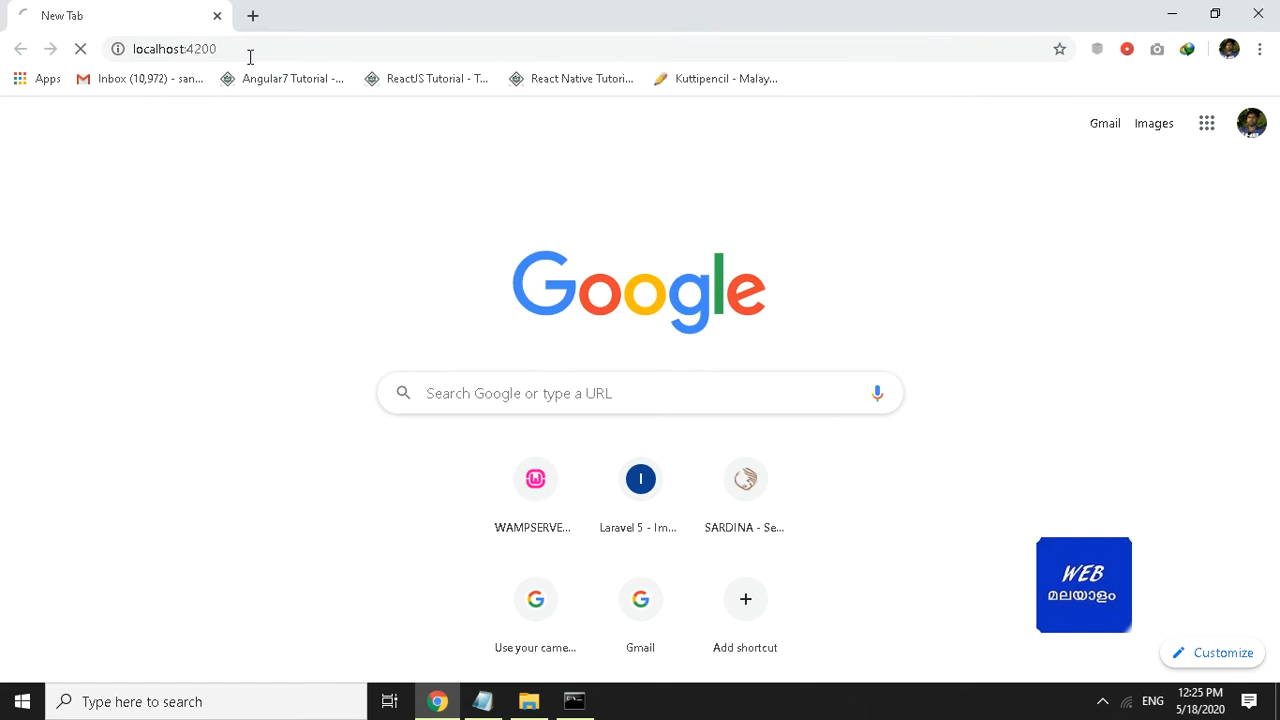 New Tab
localhost:4200
Apps
Inbox (10,972) - san...
Angular7 Tutorial -...
ReactJS Tutorial - T...
React Native Tutori...
Kuttipencil - Malay...
Gmail
Images
Google
Search Google or type a URL
WAMPSERVE...
Laravel 5 - Im...
SARDINA - Se...
Use your came...
Gmail
Add shortcut
WEB
മലയാളം
Customize
Type here to search
ENG
12:25 PM
5/18/2020